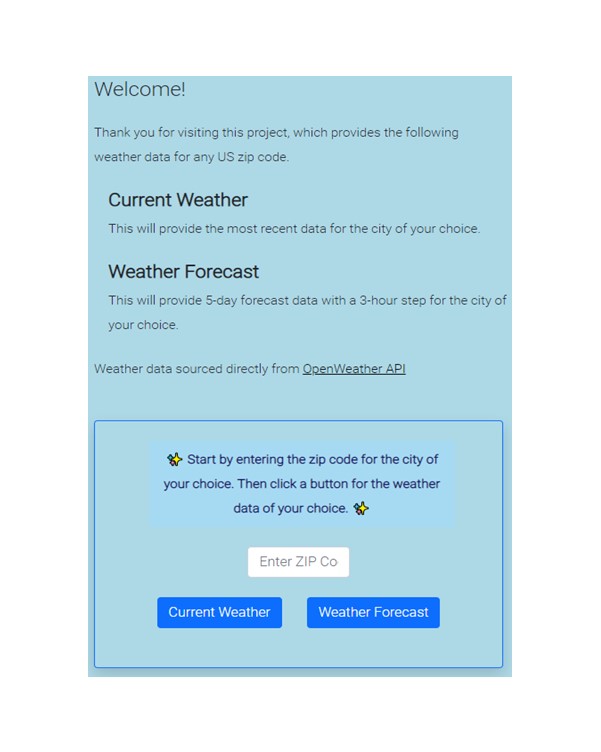 Welcome!
Thank you for visiting this project, which provides the following
weather data for any US zip code.
Current Weather
This will provide the most recent data for the city of your choice.
Weather Forecast
This will provide 5-day forecast data with a 3-hour step for the city of
your choice.
Weather data sourced directly from OpenWeather API
✨ Start by entering the zip code for the city of
your choice. Then click a button for the weather
data of your choice. ✨
Enter ZIP Co
Current Weather Weather Forecast